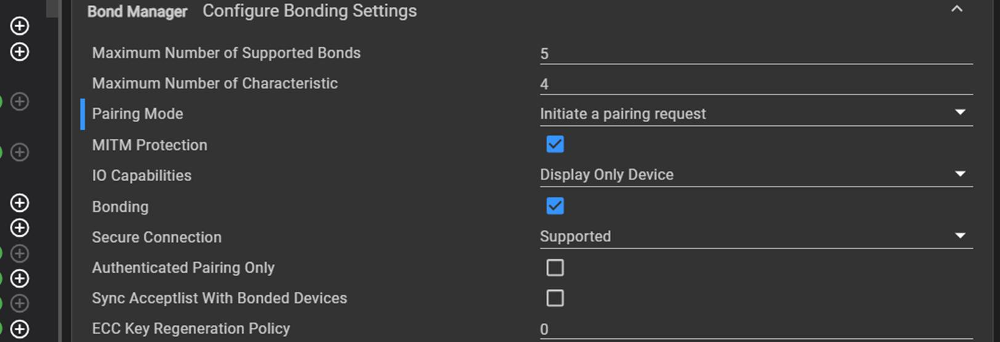 Bond Manager Configure Bonding Settings
Maximum Number of Supported Bonds 5
Maximum Number of Characteristic 4
Pairing Mode Initiate a pairing request
MITM Protection
IO Capabilities Display Only Device
Bonding
Secure Connection Supported
Authenticated Pairing Only
Sync Acceptlist With Bonded Devices
ECC Key Regeneration Policy 0